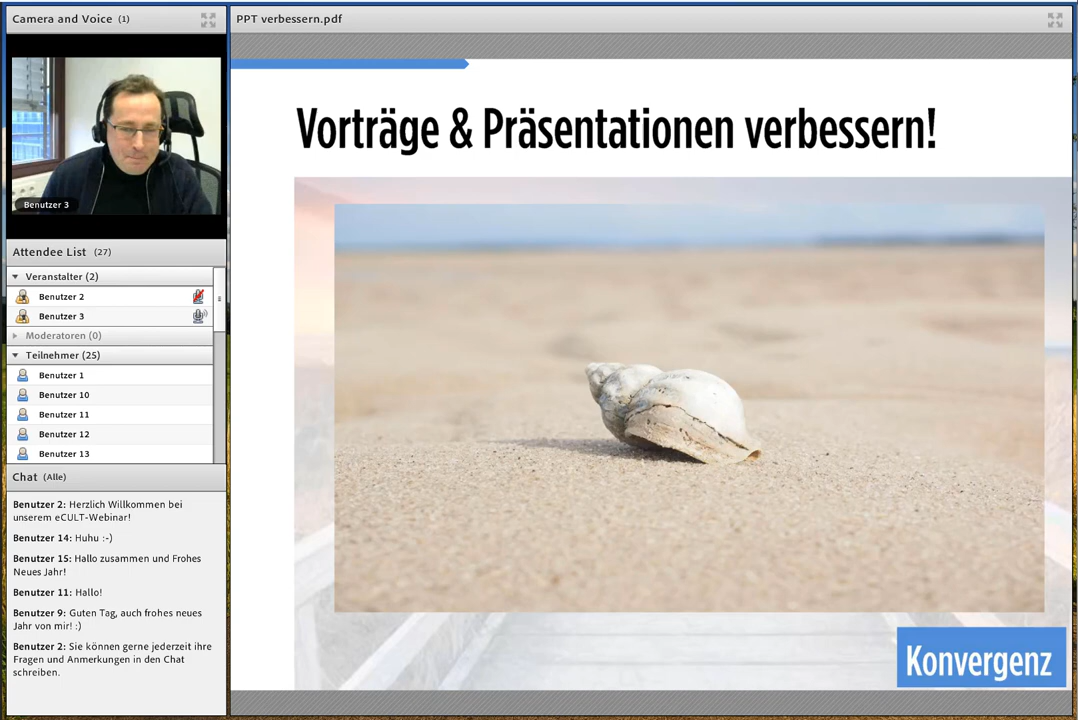 Camera and Voice (1)
Benutzer 3
Attendee List (27)
Veranstalter (2)
Benutzer 2
Benutzer 3
Moderatoren (0)
Teilnehmer (25)
Benutzer 1
Benutzer 10
Benutzer 11
Benutzer 12
Benutzer 13
Chat (Alle)
Benutzer 2: Herzlich Willkommen bei
unserem eCULT-Webinar!
Benutzer 14: Huhu :-)
Benutzer 15: Hallo zusammen und Frohes
Neues Jahr!
Benutzer 11: Hallo!
Benutzer 9: Guten Tag, auch frohes neues
Jahr von mir! :)
Benutzer 2: Sie können gerne jederzeit ihre
Fragen und Anmerkungen in den Chat
schreiben.
PPT verbessern.pdf
Vorträge & Präsentationen verbessern!
Konvergenz